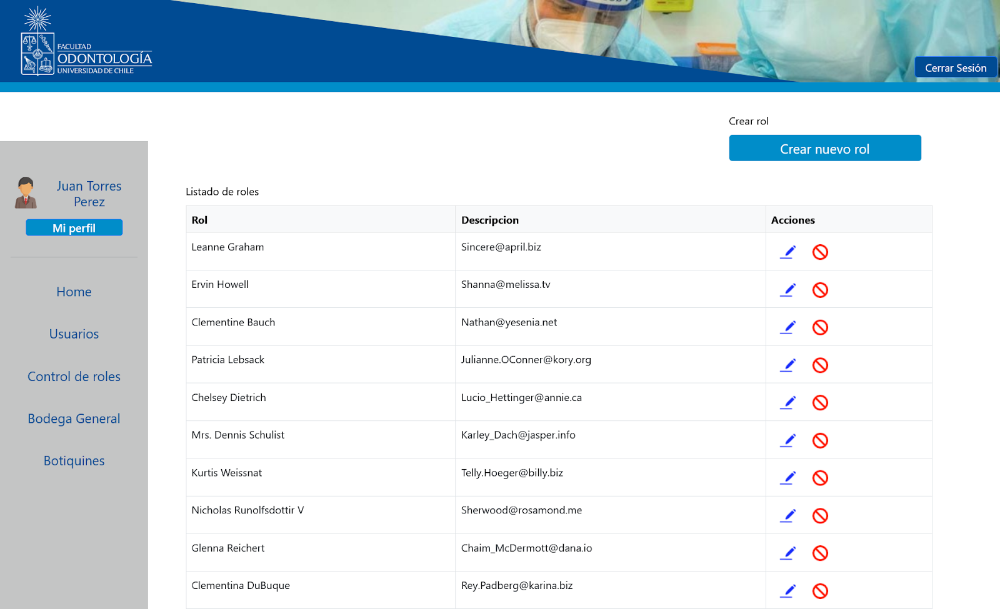 FACULTAD
ODONTOLOGÍA
UNIVERSIDAD DE CHILE
Cerrar Sesión
Crear rol
Crear nuevo rol
Juan Torres
Perez
Mi perfil
Home
Usuarios
Control de roles
Bodega General
Botiquines
Listado de roles
Rol Descripcion Acciones
Leanne Graham Sincere@april.biz
Ervin Howell Shanna@melissa.tv
Clementine Bauch Nathan@yesenia.net
Patricia Lebsack Julianne.OConner@kory.org
Chelsey Dietrich Lucio_Hettinger@annie.ca
Mrs. Dennis Schulist Karley_Dach@jasper.info
Kurtis Weissnat Telly.Hoeger@billy.biz
Nicholas Runolfsdottir V Sherwood@rosamond.me
Glenna Reichert Chaim_McDermott@dana.io
Clementina DuBuque Rey.Padberg@karina.biz